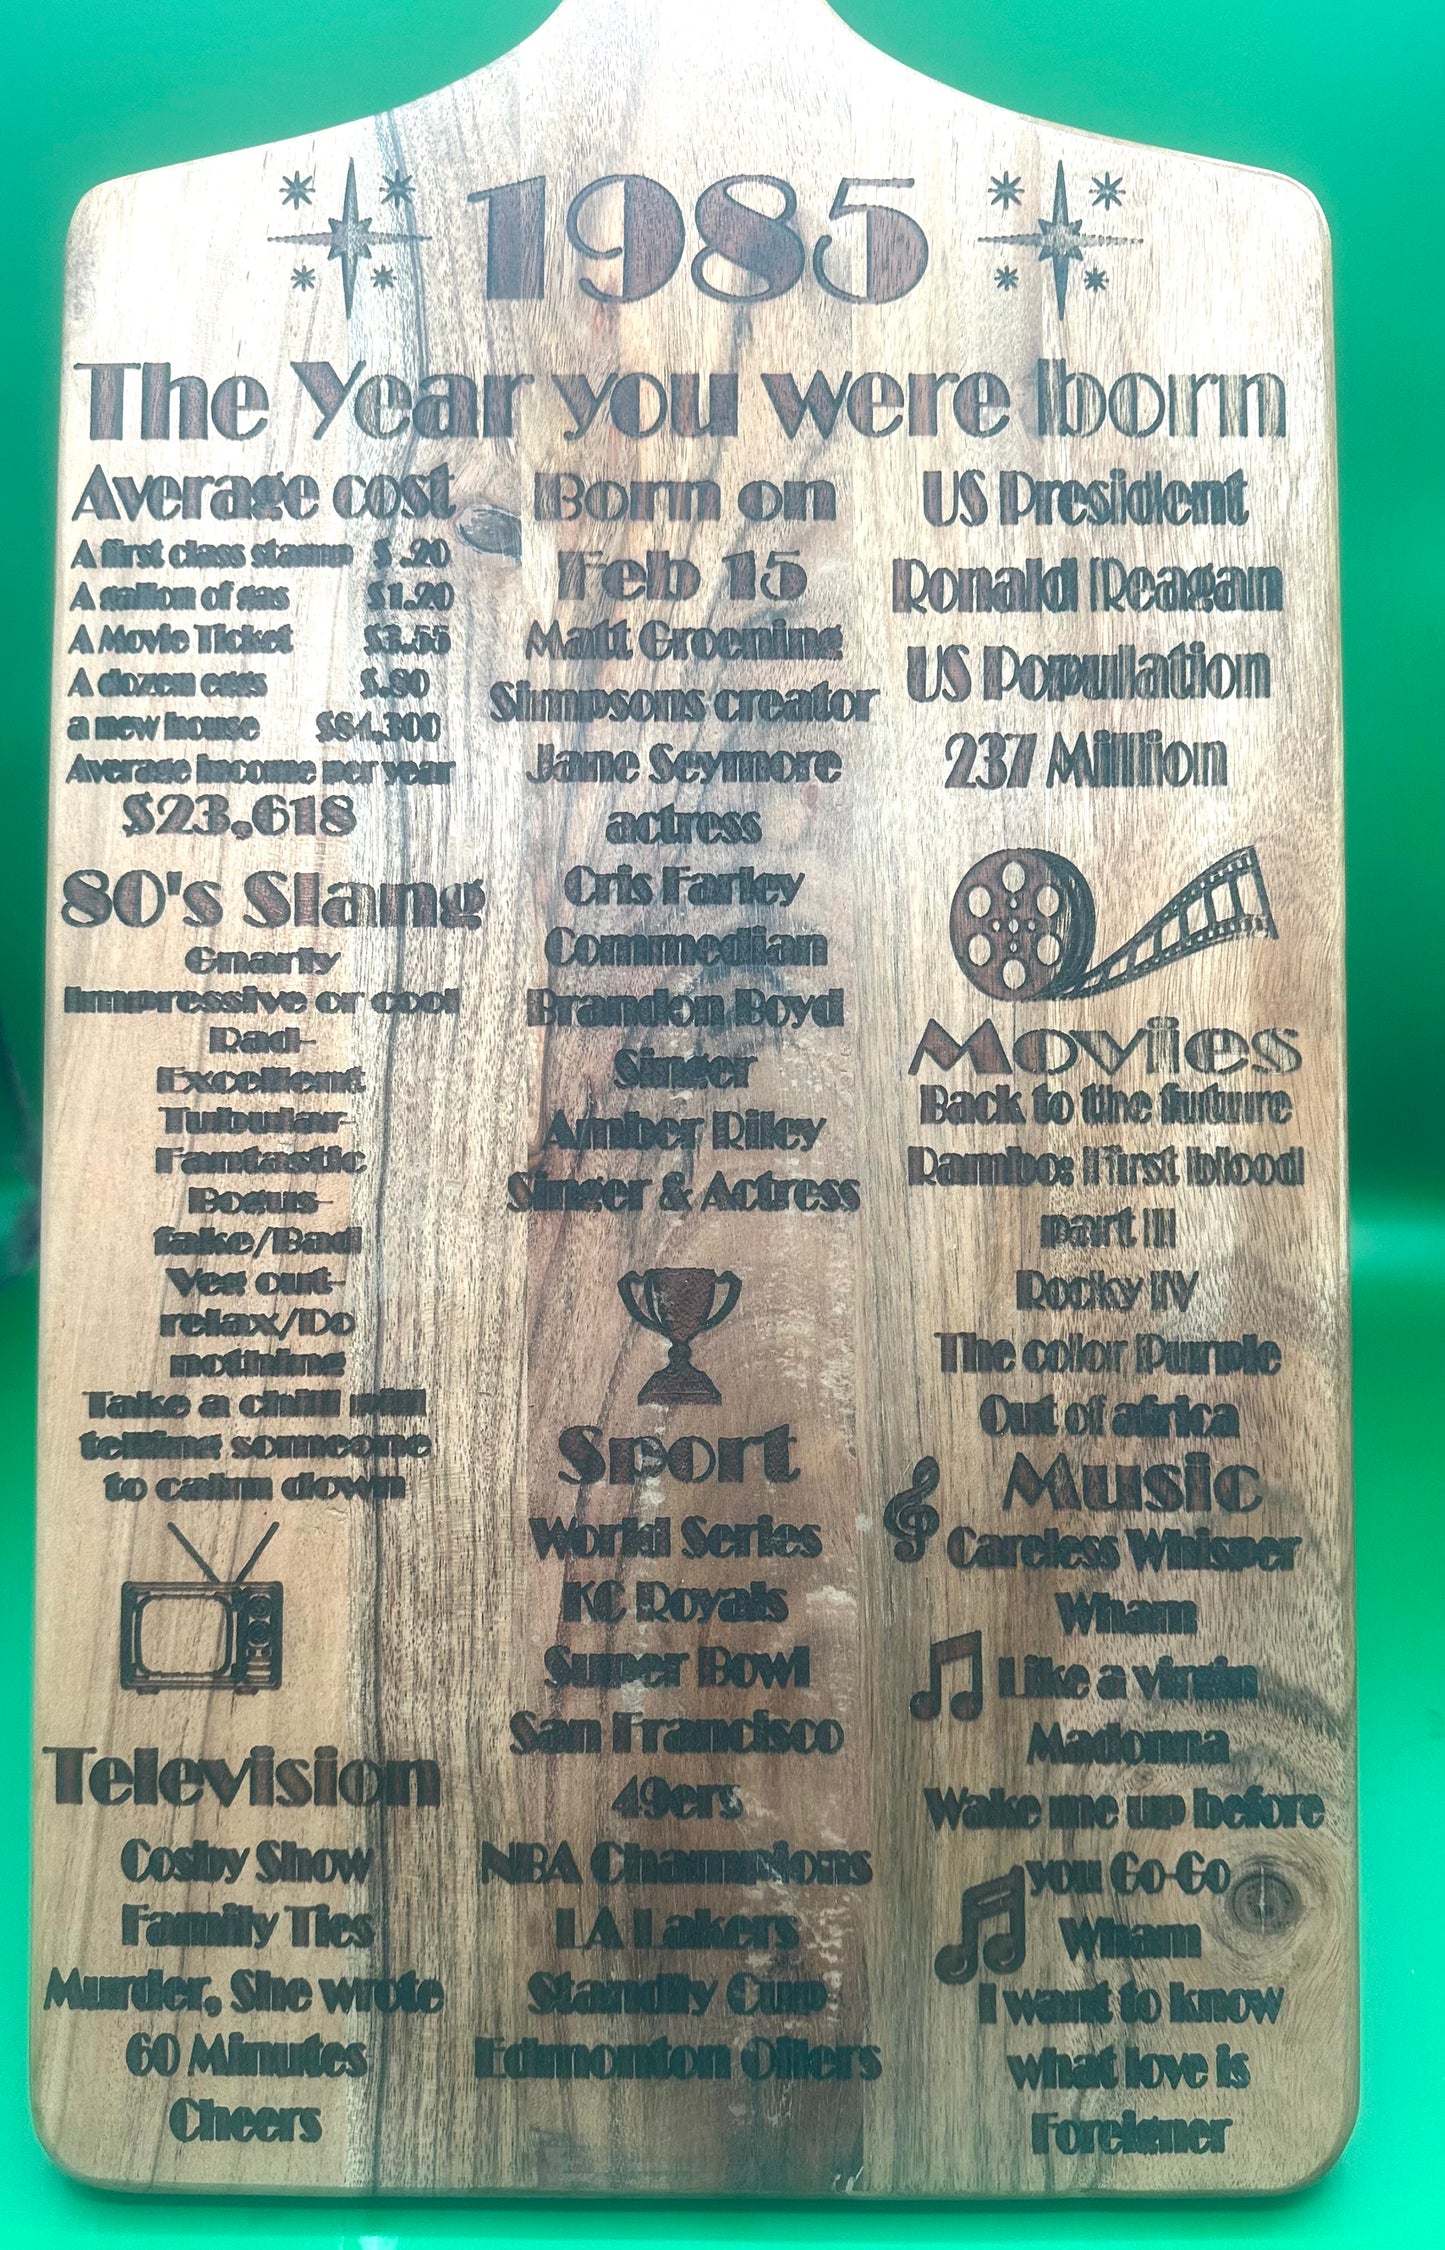 1985
The Year you were born
Average cost
A first class stamp $ .20
A gallon of gas $1.20
A Movie Ticket $3.55
A dozen eggs $.80
a new house $84,300
Average income per year
$23,618
80's Slang
Gnarly
Impressive or cool
Rad-
Excellent
Tubular-
Fantastic
Bogus-
fake/Bad
Veg out-
relax/Do
nothing
Take a chill pill
telling someone
to calm down
Television
Cosby Show
Family Ties
Murder, She wrote
60 Minutes
Cheers
Born on
Feb 15
Matt Groening
Simpsons creator
Jane Seymore
actress
Cris Farley
Commedian
Brandon Boyd
Singer
Amber Riley
Singer & Actress
Sport
World Series
KC Royals
Super Bowl
San Francisco
49ers
NBA Champions
LA Lakers
Standly Cup
Edmonton Oilers
US President
Ronald Reagan
US Population
237 Million
Movies
Back to the future
Rambo: First blood
part II
Rocky IV
The color Purple
Out of africa
Music
Careless Whisper
Wham
Like a virgin
Madonna
Wake me up before
you Go-Go
Wham
I want to know
what love is
Foreigner